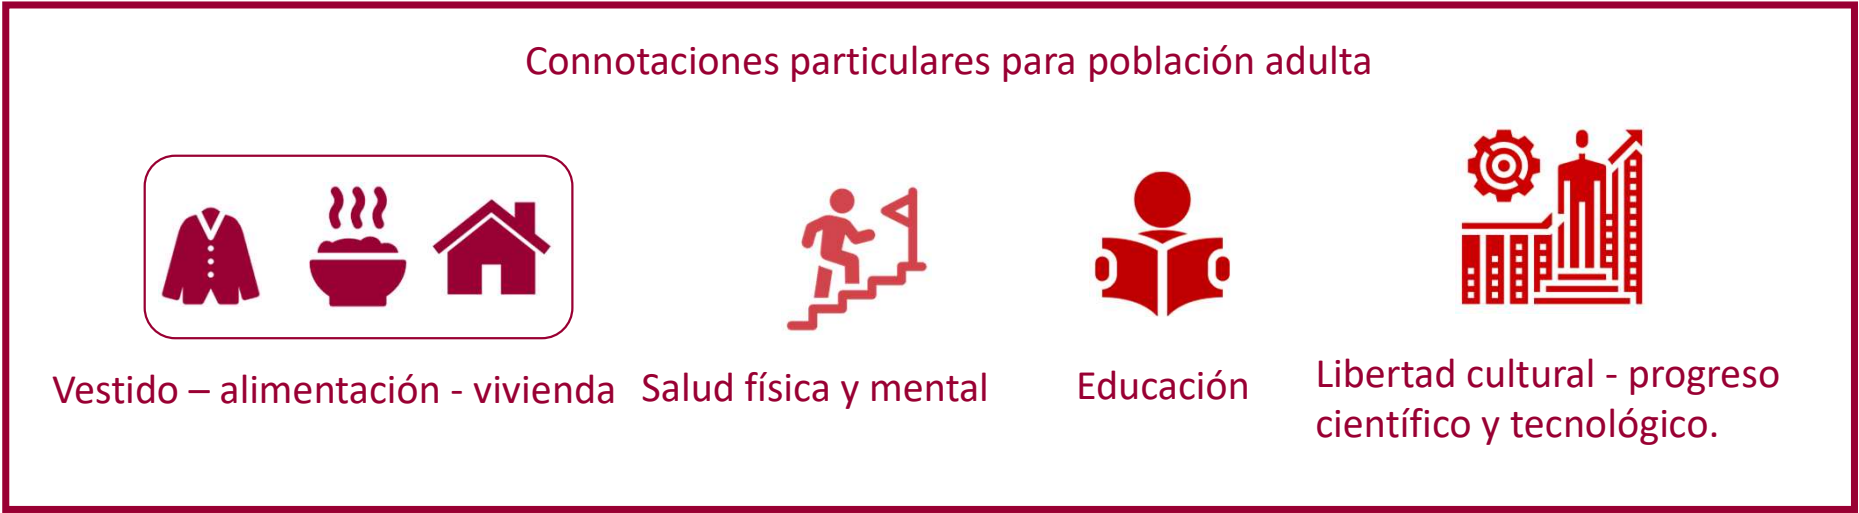 Connotaciones particulares para población adulta
Vestido – alimentación - vivienda
Salud física y mental
Educación
Libertad cultural - progreso
científico y tecnológico.